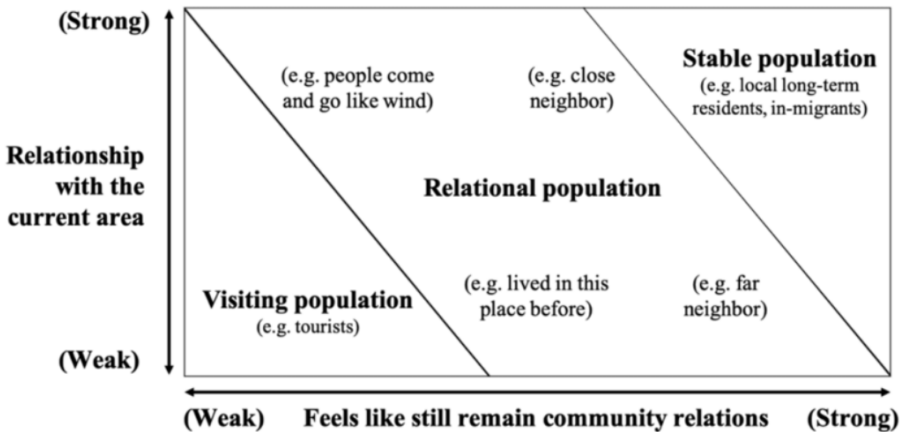 (Strong)
Relationship
with the
current area
(Weak)
(e.g. people come
and go like wind)
(e.g. close
neighbor)
Stable population
(e.g. local long-term
residents, in-migrants)
Relational population
Visiting population
(e.g. tourists)
(e.g. lived in this
place before)
(e.g. far
neighbor)
(Weak) Feels like still remain community relations (Strong)